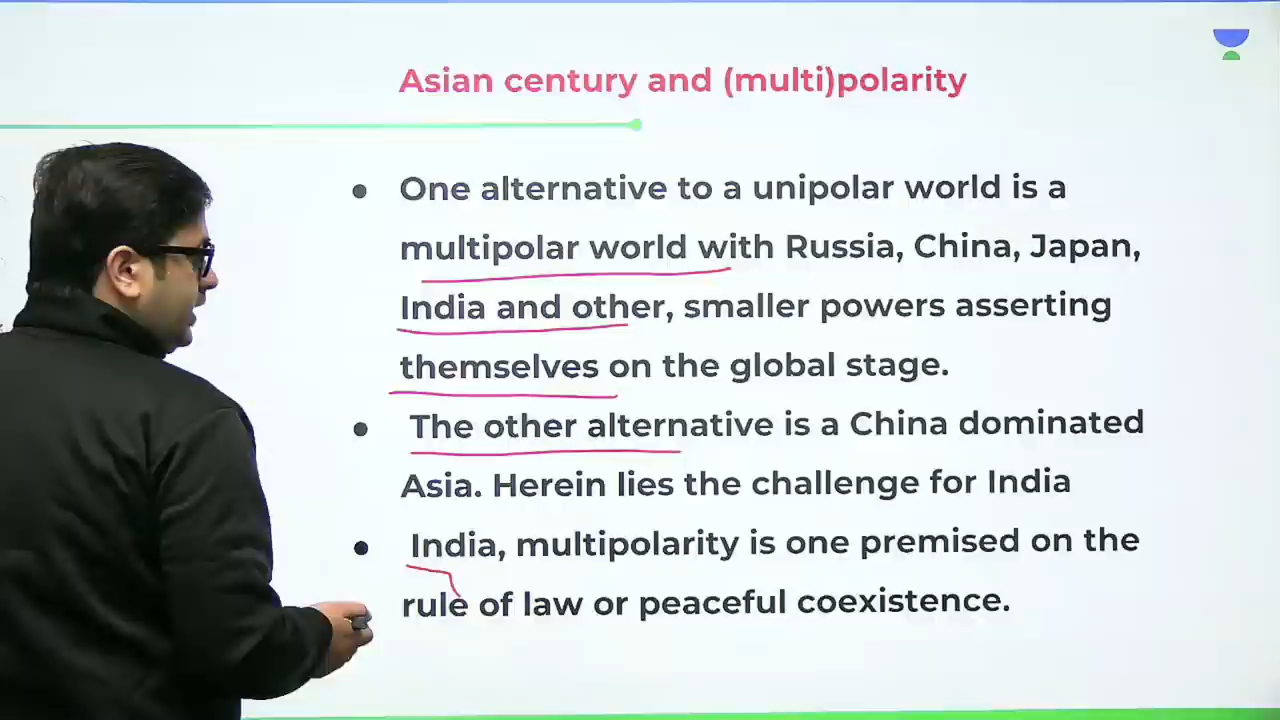 Asian century and (multi)polarity
● One alternative to a unipolar world is a
multipolar world with Russia, China, Japan,
India and other, smaller powers asserting
themselves on the global stage.
● The other alternative is a China dominated
Asia. Herein lies the challenge for India
● India, multipolarity is one premised on the
rule of law or peaceful coexistence.